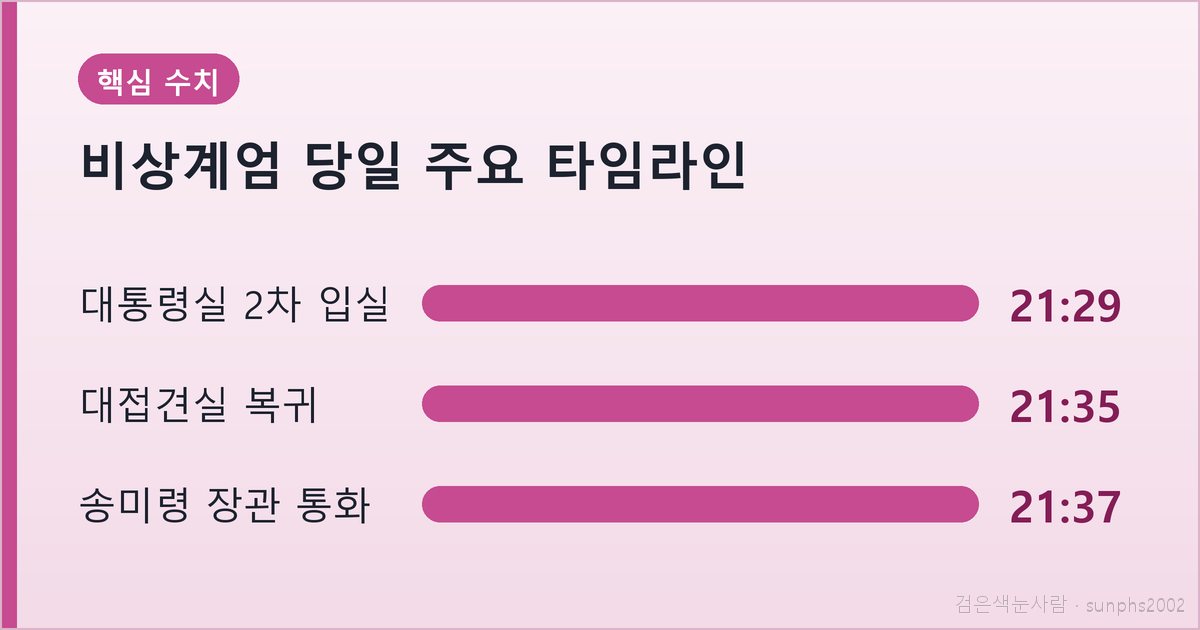 핵심 수치
비상계엄 당일 주요 타임라인
대통령실 2차 입실 21:29
대접견실 복귀 21:35
송미령 장관 통화 21:37
검은색눈사람 · sunphs2002